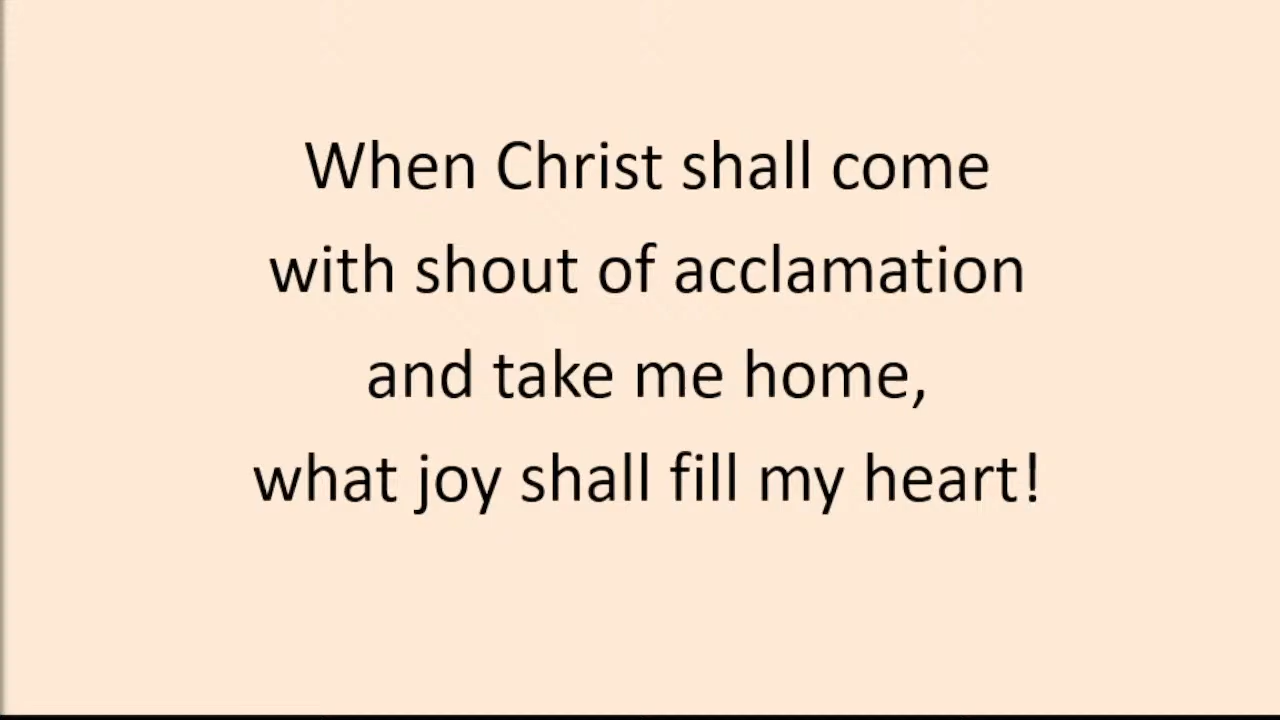 When Christ shall come
with shout of acclamation
and take me home,
what joy shall fill my heart!